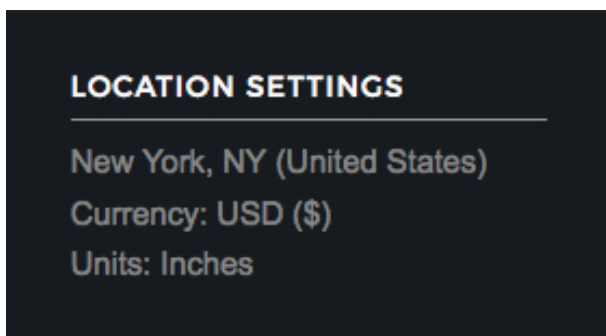 LOCATION SETTINGS
New York, NY (United States)
Currency: USD ($)
Units: Inches